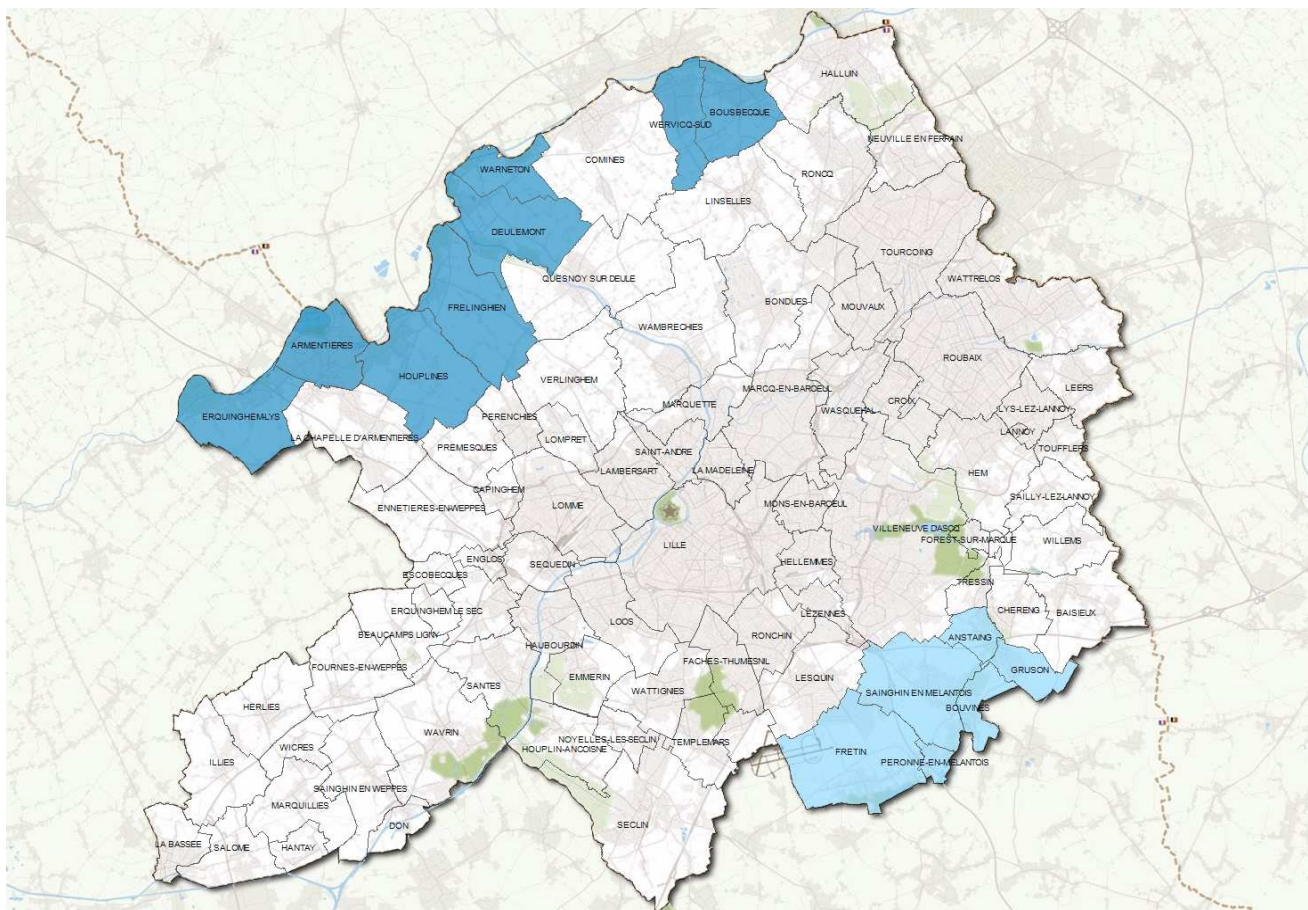 HALLUIN
BOUSBECQUE
WERVICQ-SUD
NEUVILLE EN FERRAIN
COMINES
WARNETON
RONCQ
LINSELLES
DEULEMONT
TOURCOING
QUESNOY SUR DEULE
WATTRELOS
BONDUES
MOUVAUX
FRELINGHIEN
WAMBRECHIES
ARMENTIERES
ROUBAIX
HOUPLINES
VERLINGHEM
MARCQ-EN-BAROEUL
LEERS
CROIX
MARQUETTE
LYS-LEZ-LANNOY
WASQUEHAL
ERQUINGHEM-LYS
PERENCHIES
LANNOY
LA CHAPELLE D'ARMENTIERES
LOMPRET
PREMESQUES
TOUFFLERS
SAINT-ANDRE
LAMBERSART
LA MADELEINE
HEM
CAPINGHEM
SAILLY-LEZ-LANNOY
LOMME
MONS-EN-BAROEUL
ENNETIERES-EN-WEPPES
VILLENEUVE DASCQ
FOREST-SUR-MARQUE
WILLEMS
LILLE
ENGLOS
SEQUEDIN
HELLEMMES
ESCOBECQUES
TRESSIN
ERQUINGHEM LE SEC
CHERENG
BAISIEUX
LEZENNES
LOOS
BEAUCAMPS LIGNY
RONCHIN
ANSTAING
HAUBOURDIN
FOURNES-EN-WEPPES
FACHES-THUMESNIL
GRUSON
EMMERIN
LESQUIN
SANTES
WATTIGNIES
SAINGHIN EN MELANTOIS
HERLIES
BOUVINES
WAVRIN
NOYELLES-LES-SECLIN
TEMPLEMARS
WICRES
HOUPLIN-ANCOISNE
FRETIN
ILLIES
PERONNE-EN-MELANTOIS
SAINGHIN EN WEPPES
MARQUILLIES
DON
SECLIN
LA BASSEE
SALOME
HANTAY